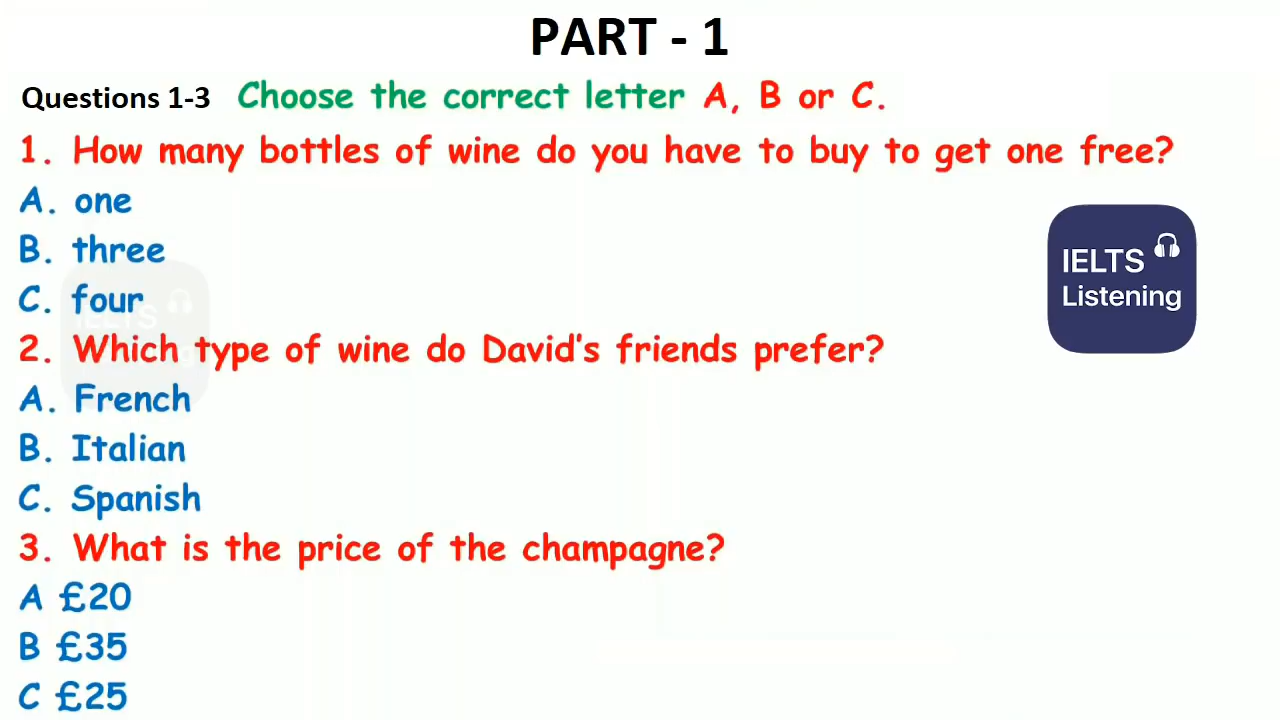 PART - 1
Questions 1-3 Choose the correct letter A, B or C.
1. How many bottles of wine do you have to buy to get one free?
A. one
B. three
C. four
2. Which type of wine do David's friends prefer?
A. French
B. Italian
C. Spanish
3. What is the price of the champagne?
A £20
B £35
C £25
IELTS
Listening